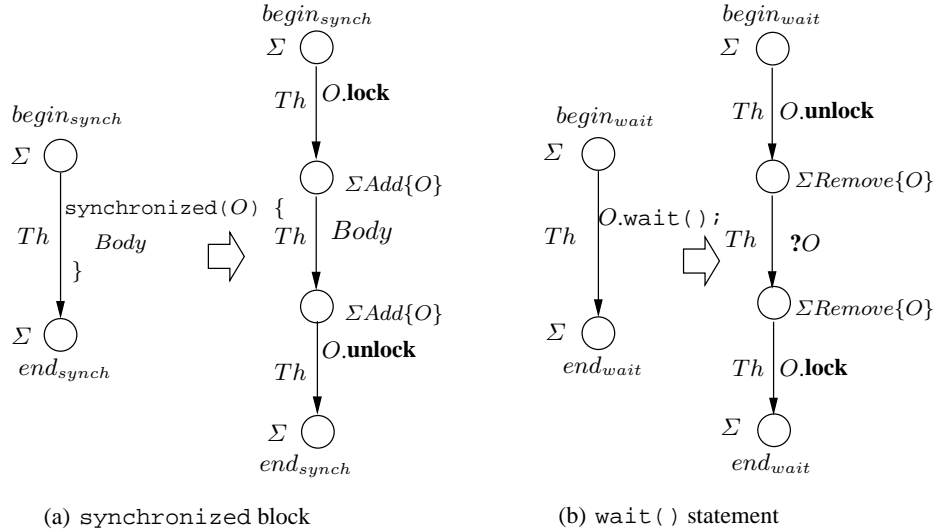 begin_synch
Σ
Th
synchronized(O) {
Body
}
Σ
end_synch
begin_synch
Σ
Th O.lock
ΣAdd{O}
Th Body
ΣAdd{O}
O.unlock
Th
Σ
end_synch
(a) synchronized block
begin_wait
Σ
O.wait();
Th
Σ
end_wait
begin_wait
Σ
Th O.unlock
ΣRemove{O}
Th ?O
ΣRemove{O}
Th O.lock
Σ
end_wait
(b) wait() statement